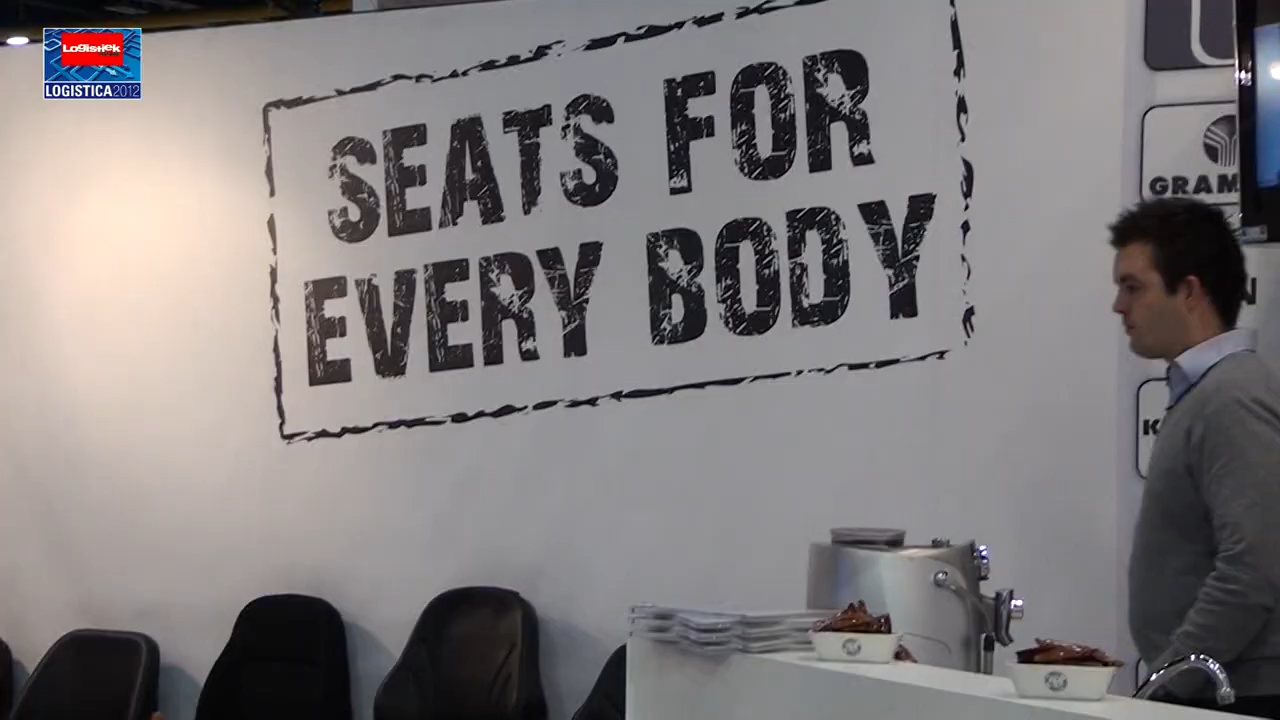 Logistiek
LOGISTICA2012
SEATS FOR
EVERY BODY
GRAM
N
K